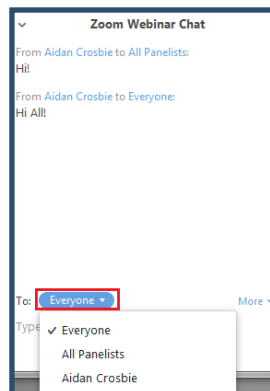 Zoom Webinar Chat
From Aidan Crosbie to All Panelists:
Hi!
From Aidan Crosbie to Everyone:
Hi All!
To: Everyone
More
Type
Everyone
All Panelists
Aidan Crosbie